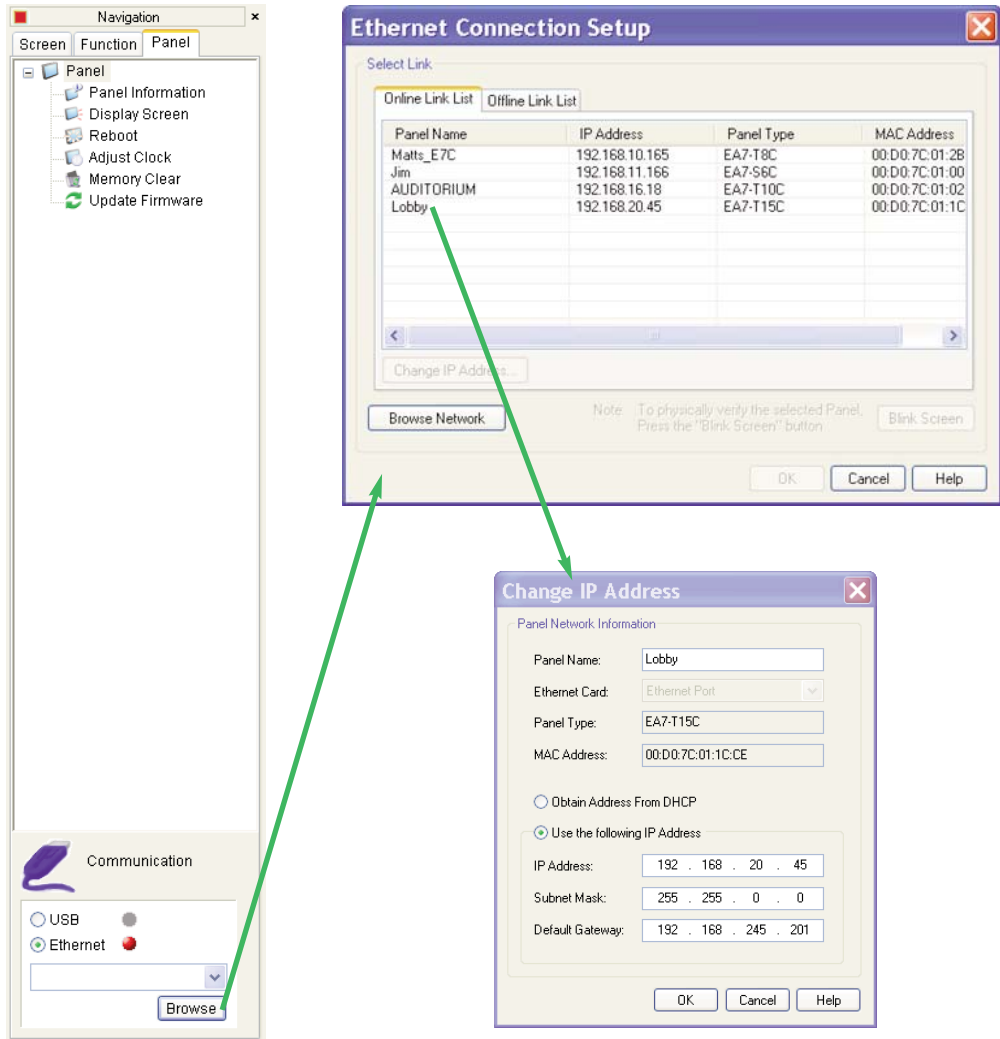 Navigation
Screen Function Panel
Panel
Panel Information
Display Screen
Reboot
Adjust Clock
Memory Clear
Update Firmware
Communication
USB
Ethernet
Browse
Ethernet Connection Setup
Select Link
Online Link List Offline Link List
Panel Name IP Address Panel Type MAC Address
Matts_E7C 192.168.10.165 EA7-T8C 00:D0:7C:01:2B
Jim 192.168.11.166 EA7-S6C 00:D0:7C:01:00
AUDITORIUM 192.168.16.18 EA7-T10C 00:D0:7C:01:02
Lobby 192.168.20.45 EA7-T15C 00:D0:7C:01:1C
Change IP Address...
Browse Network
Note To physically verify the selected Panel,
Press the "Blink Screen" button
Blink Screen
OK Cancel Help
Change IP Address
Panel Network Information
Panel Name: Lobby
Ethernet Card: Ethernet Port
Panel Type: EA7-T15C
MAC Address: 00:D0:7C:01:1C:CE
Obtain Address From DHCP
Use the following IP Address
IP Address: 192 . 168 . 20 . 45
Subnet Mask: 255 . 255 . 0 . 0
Default Gateway: 192 . 168 . 245 . 201
OK Cancel Help